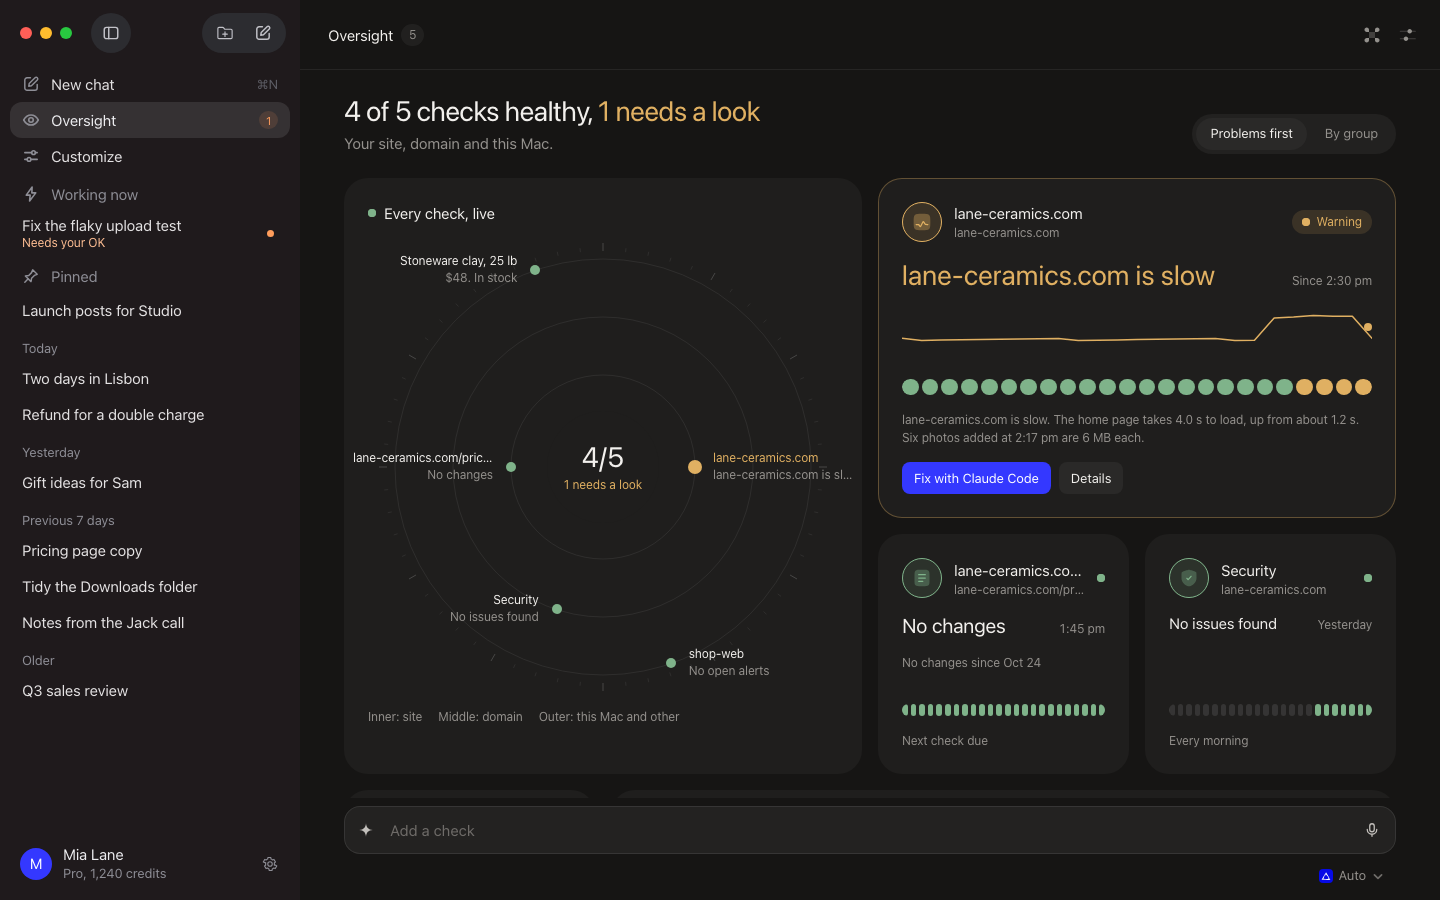 New chat
⌘N
Oversight
1
Customize
Working now
Fix the flaky upload test
Needs your OK
Pinned
Launch posts for Studio
Today
Two days in Lisbon
Refund for a double charge
Yesterday
Gift ideas for Sam
Previous 7 days
Pricing page copy
Tidy the Downloads folder
Notes from the Jack call
Older
Q3 sales review
M
Mia Lane
Pro, 1,240 credits
Oversight 5
4 of 5 checks healthy, 1 needs a look
Your site, domain and this Mac.
Problems first
By group
Every check, live
Stoneware clay, 25 lb
$48. In stock
lane-ceramics.com/pric...
No changes
4/5
1 needs a look
lane-ceramics.com
lane-ceramics.com is sl...
Security
No issues found
shop-web
No open alerts
Inner: site
Middle: domain
Outer: this Mac and other
lane-ceramics.com
lane-ceramics.com
Warning
lane-ceramics.com is slow
Since 2:30 pm
lane-ceramics.com is slow. The home page takes 4.0 s to load, up from about 1.2 s.
Six photos added at 2:17 pm are 6 MB each.
Fix with Claude Code
Details
lane-ceramics.co...
lane-ceramics.com/pr...
No changes
1:45 pm
No changes since Oct 24
Next check due
Security
lane-ceramics.com
No issues found
Yesterday
Every morning
Add a check
Auto